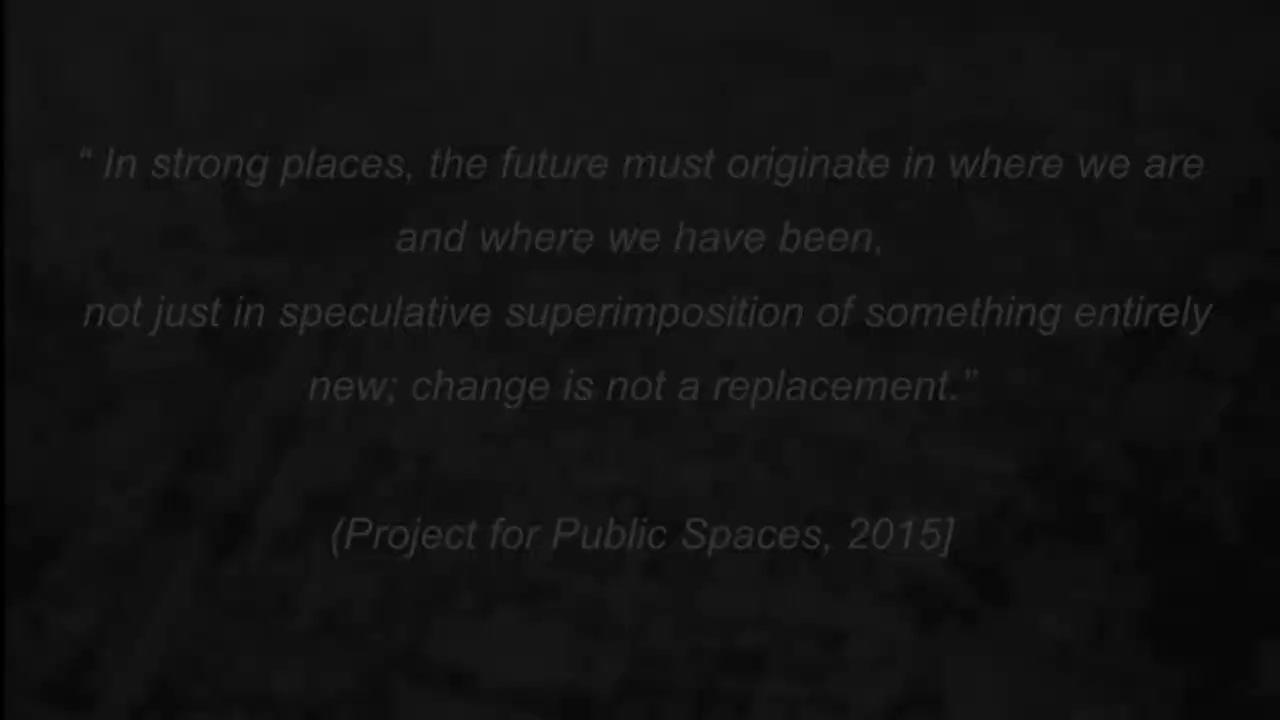 “ In strong places, the future must originate in where we are
and where we have been,
not just in speculative superimposition of something entirely
new; change is not a replacement.”
(Project for Public Spaces, 2015]